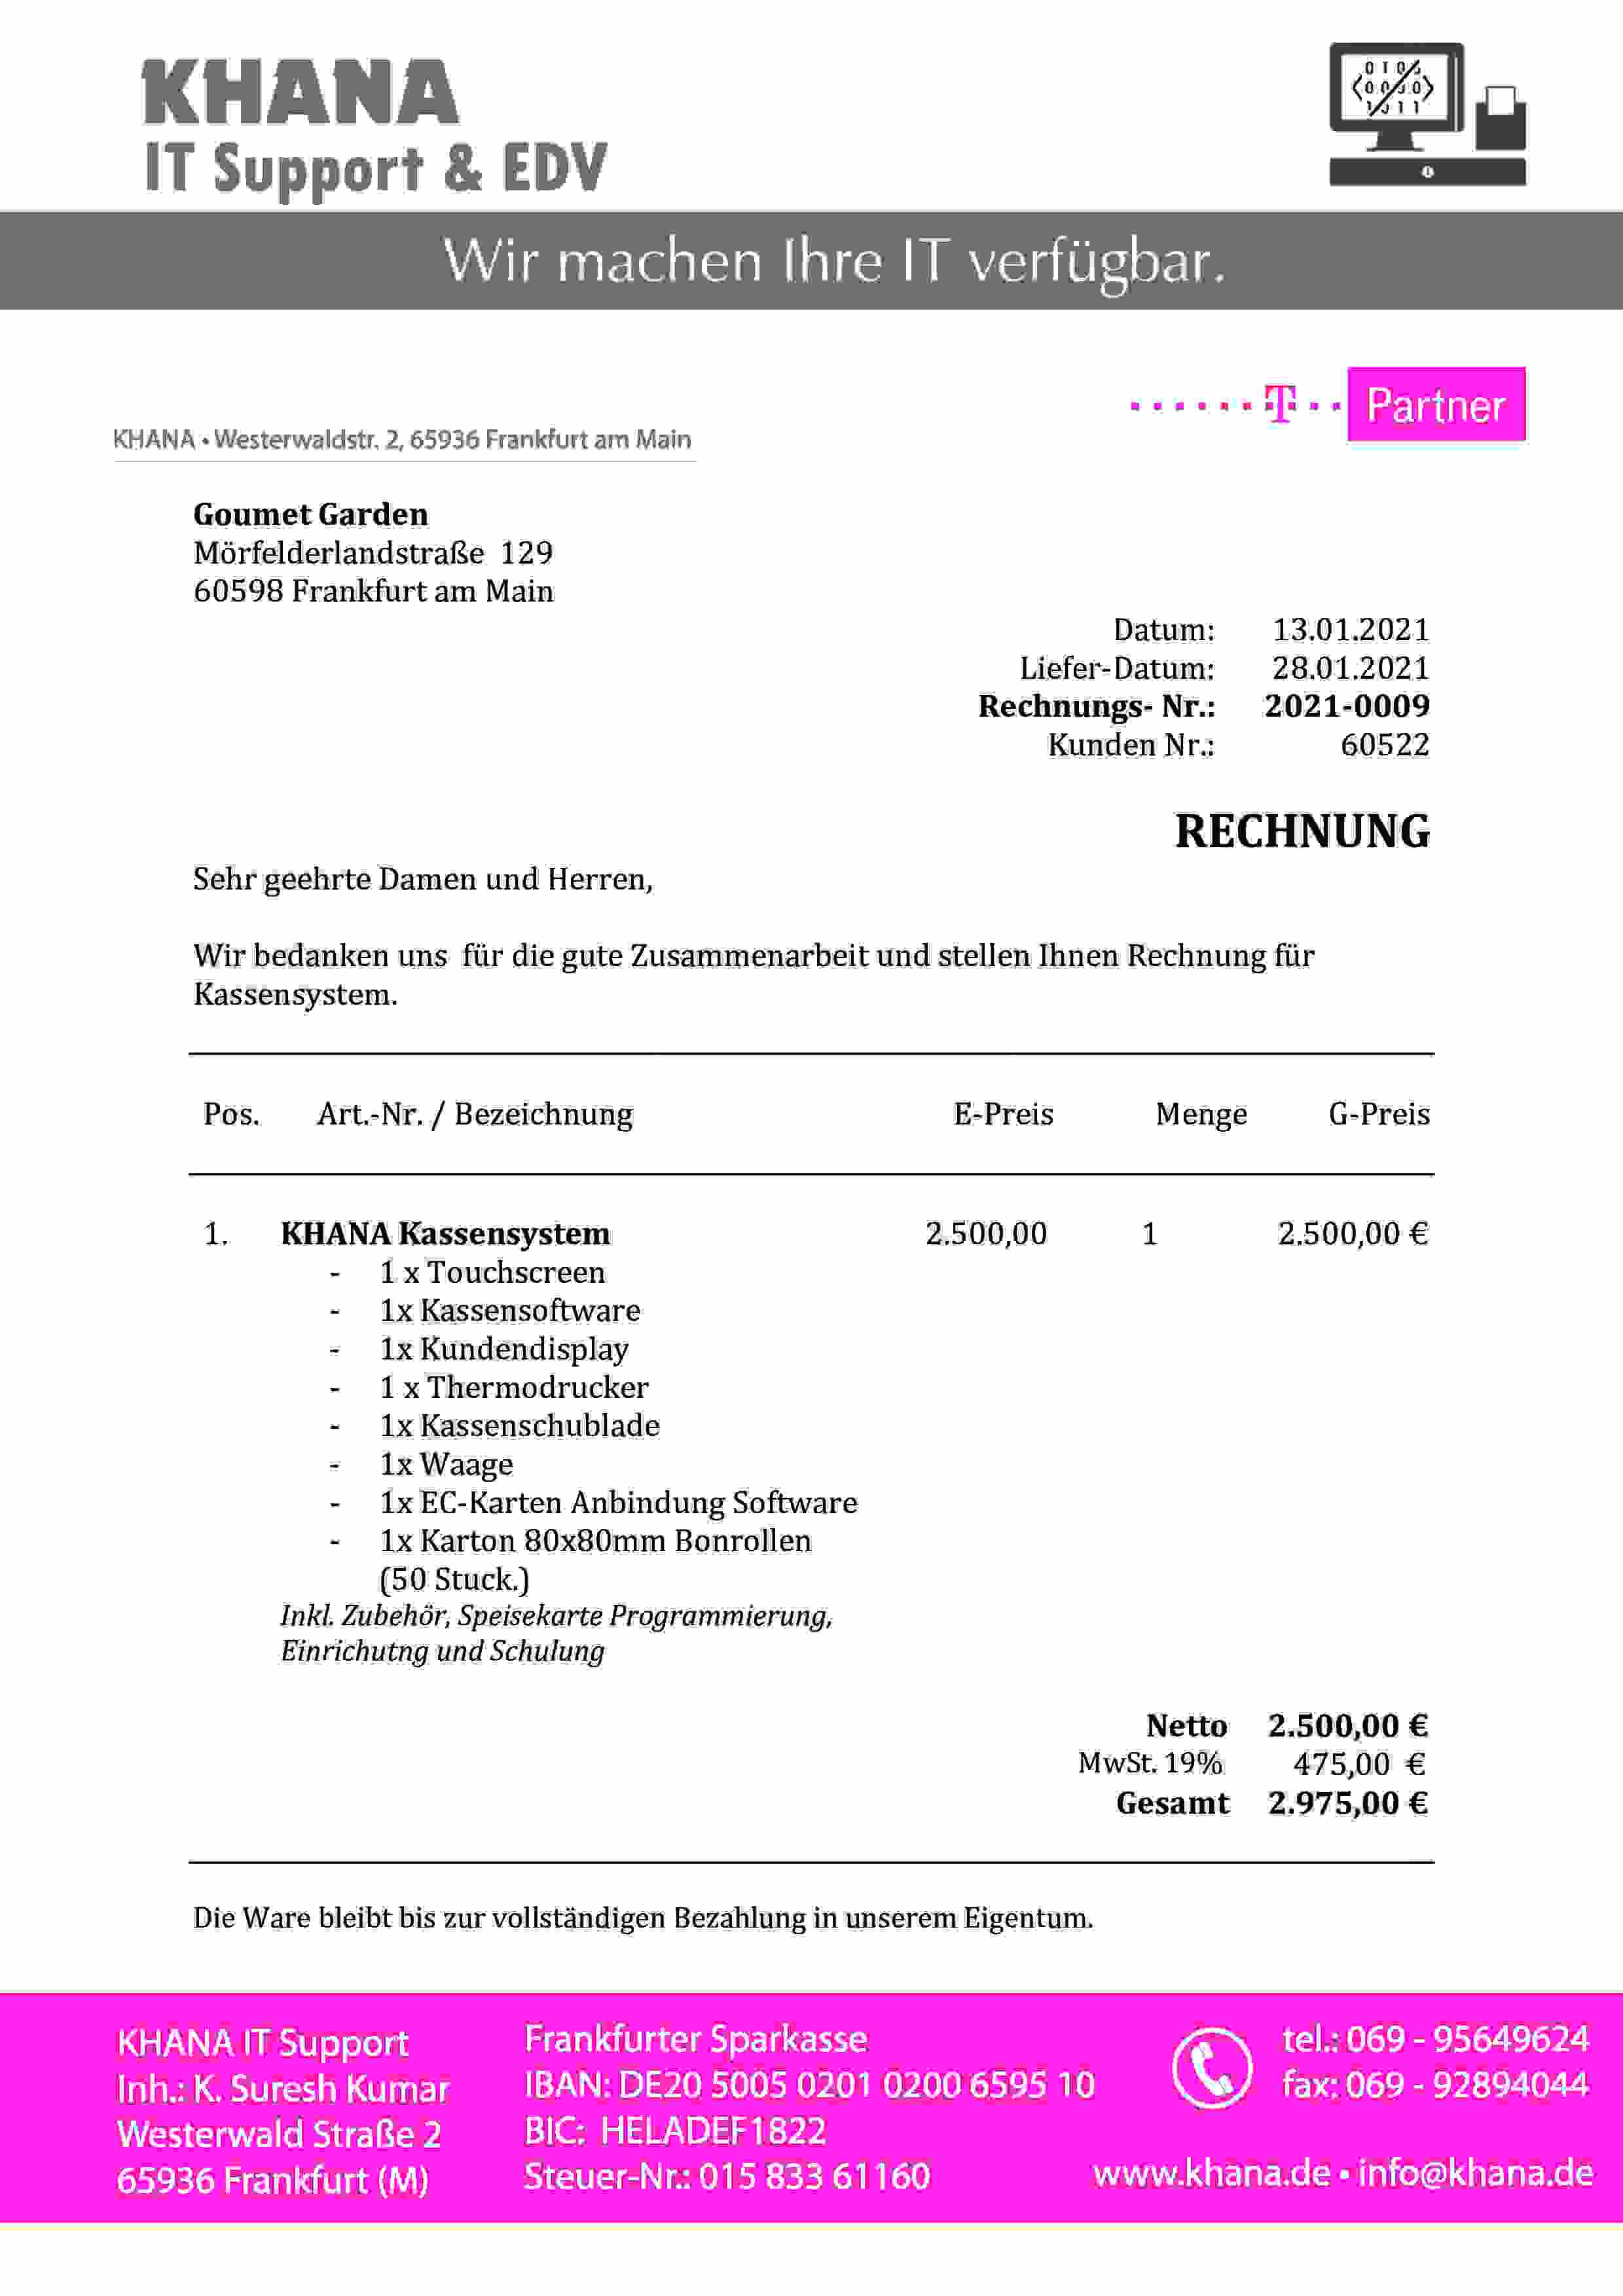 KHANA
IT Support & EDV
Wir machen Ihre IT verfügbar.
T Partner
KHANA • Westerwaldstr. 2, 65936 Frankfurt am Main
Goumet Garden
Mörfelderlandstraße 129
60598 Frankfurt am Main
Datum: 13.01.2021
Liefer-Datum: 28.01.2021
Rechnungs- Nr.: 2021-0009
Kunden Nr.: 60522
RECHNUNG
Sehr geehrte Damen und Herren,
Wir bedanken uns für die gute Zusammenarbeit und stellen Ihnen Rechnung für
Kassensystem.
Pos. Art.-Nr. / Bezeichnung E-Preis Menge G-Preis
1. KHANA Kassensystem 2.500,00 1 2.500,00 €
- 1 x Touchscreen
- 1x Kassensoftware
- 1x Kundendisplay
- 1 x Thermodrucker
- 1x Kassenschublade
- 1x Waage
- 1x EC-Karten Anbindung Software
- 1x Karton 80x80mm Bonrollen
(50 Stuck.)
Inkl. Zubehör, Speisekarte Programmierung,
Einrichutng und Schulung
Netto 2.500,00 €
MwSt. 19% 475,00 €
Gesamt 2.975,00 €
Die Ware bleibt bis zur vollständigen Bezahlung in unserem Eigentum.
KHANA IT Support
Inh.: K. Suresh Kumar
Westerwald Straße 2
65936 Frankfurt (M)
Frankfurter Sparkasse
IBAN: DE20 5005 0201 0200 6595 10
BIC: HELADEF1822
Steuer-Nr.: 015 833 61160
tel.: 069 - 95649624
fax: 069 - 92894044
www.khana.de • info@khana.de